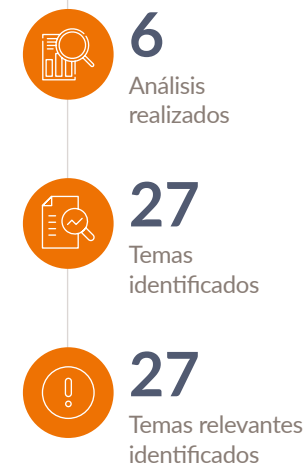 6
Análisis
realizados
27
Temas
identificados
27
Temas relevantes
identificados